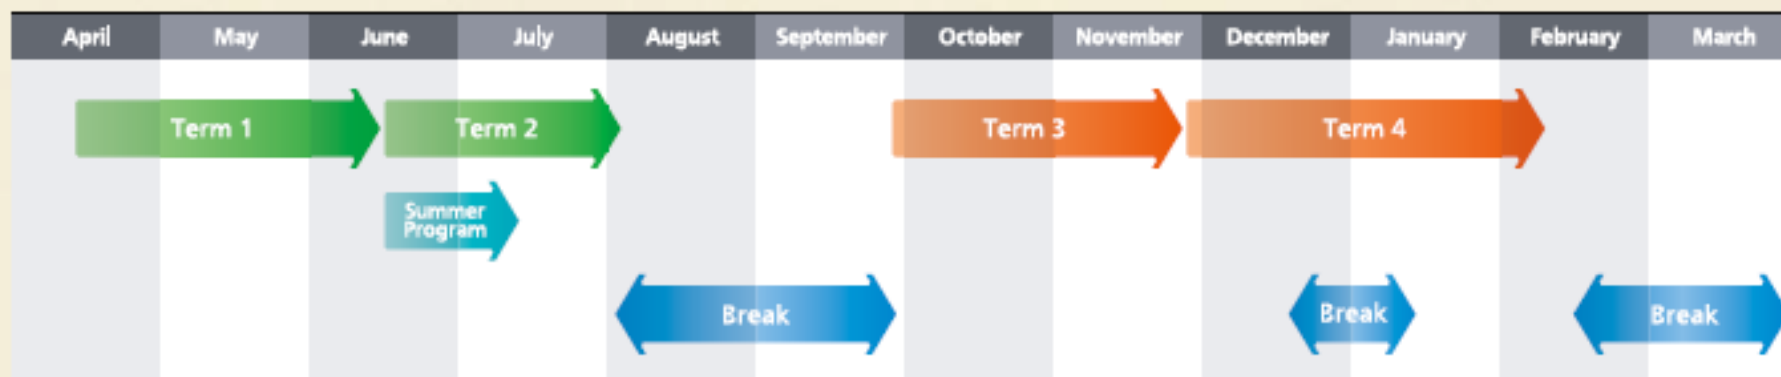 April May June July August September October November December January February March
Term 1 Term 2 Term 3 Term 4
Summer
Program
Break Break Break